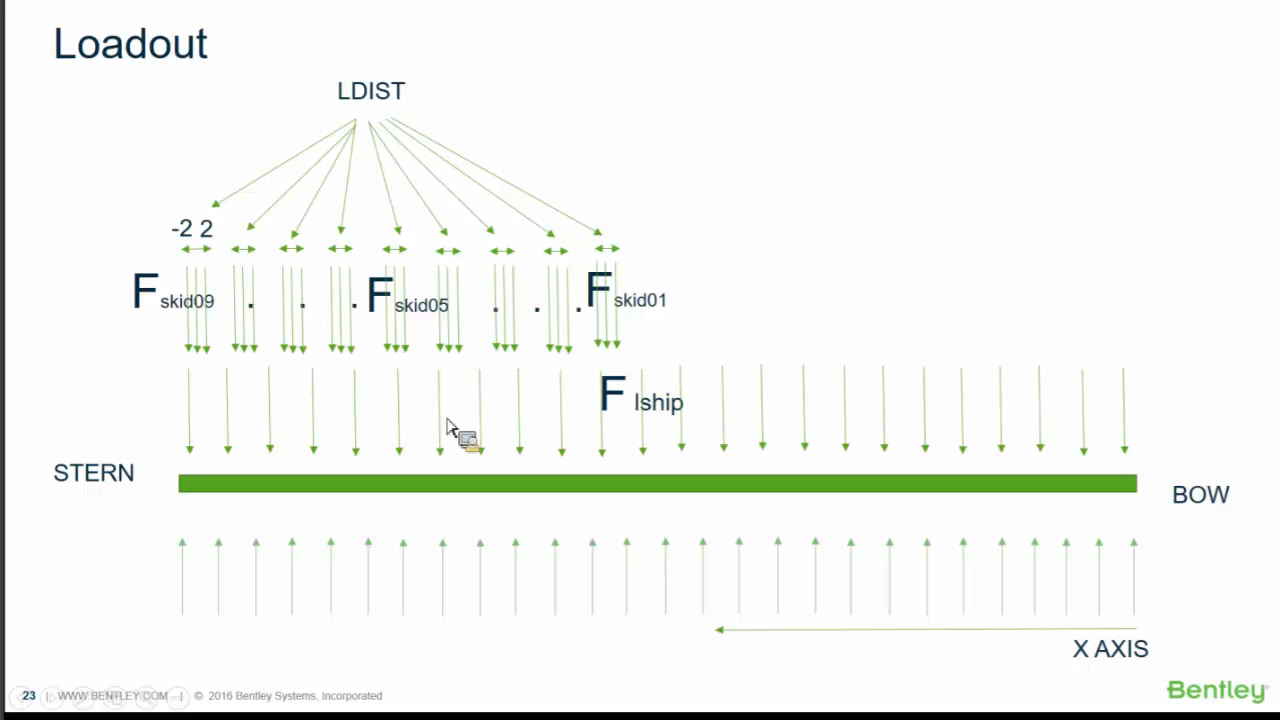 Loadout
LDIST
-2 2
Fskid09 . . . Fskid05 . . . Fskid01
F lship
STERN
BOW
X AXIS
23 | WWW.BENTLEY.COM | © 2016 Bentley Systems, Incorporated
Bentley